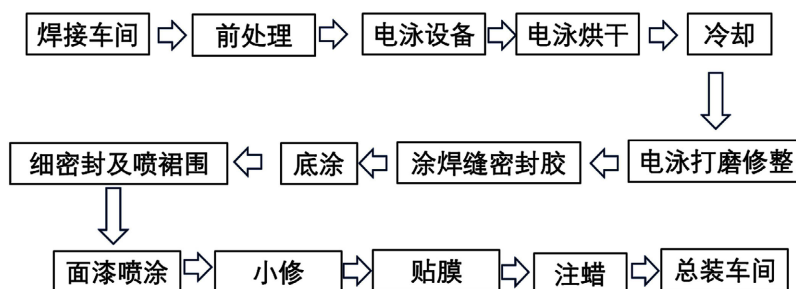 焊接车间 前处理 电泳设备 电泳烘干 冷却
细密封及喷裙围 底涂 涂焊缝密封胶 电泳打磨修整
面漆喷涂 小修 贴膜 注蜡 总装车间